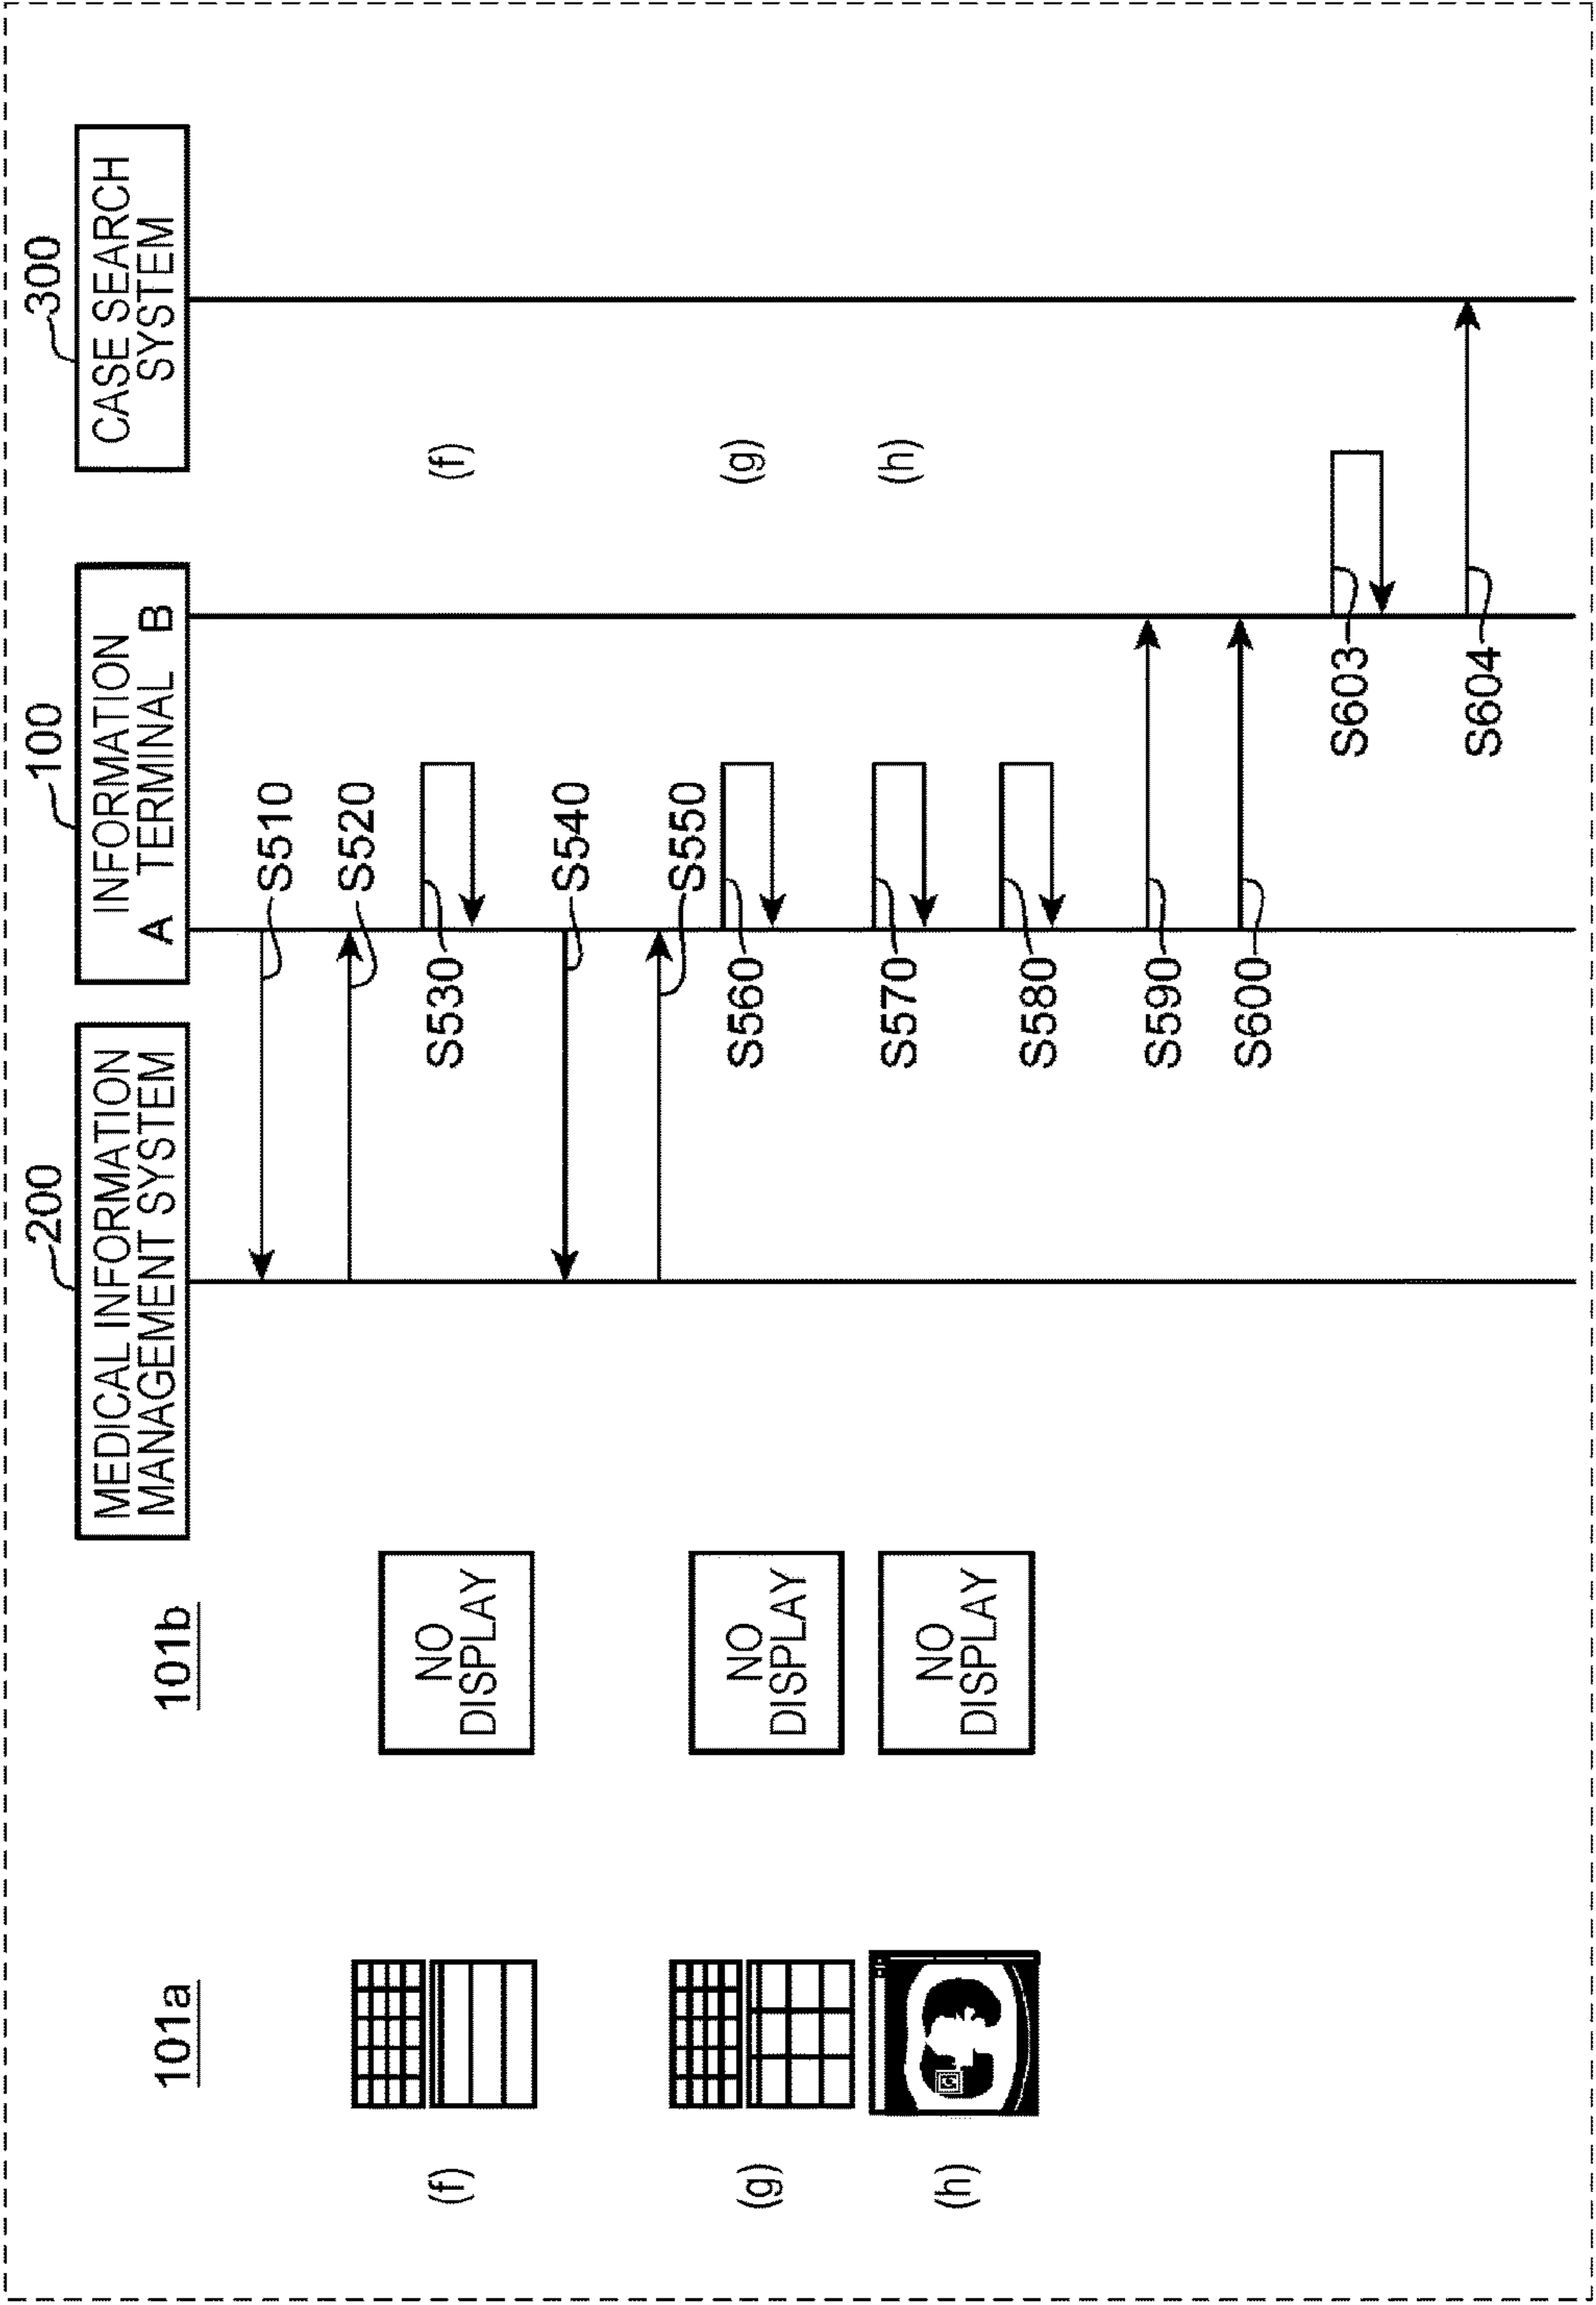 101a
101b
200
MEDICAL INFORMATION
MANAGEMENT SYSTEM
100
INFORMATION
A TERMINAL B
300
CASE SEARCH
SYSTEM
S510
S520
(f)
NO
DISPLAY
S530
(f)
S540
S550
(g)
NO
DISPLAY
S560
(g)
(h)
NO
DISPLAY
S570
(h)
S580
S590
S600
S603
S604